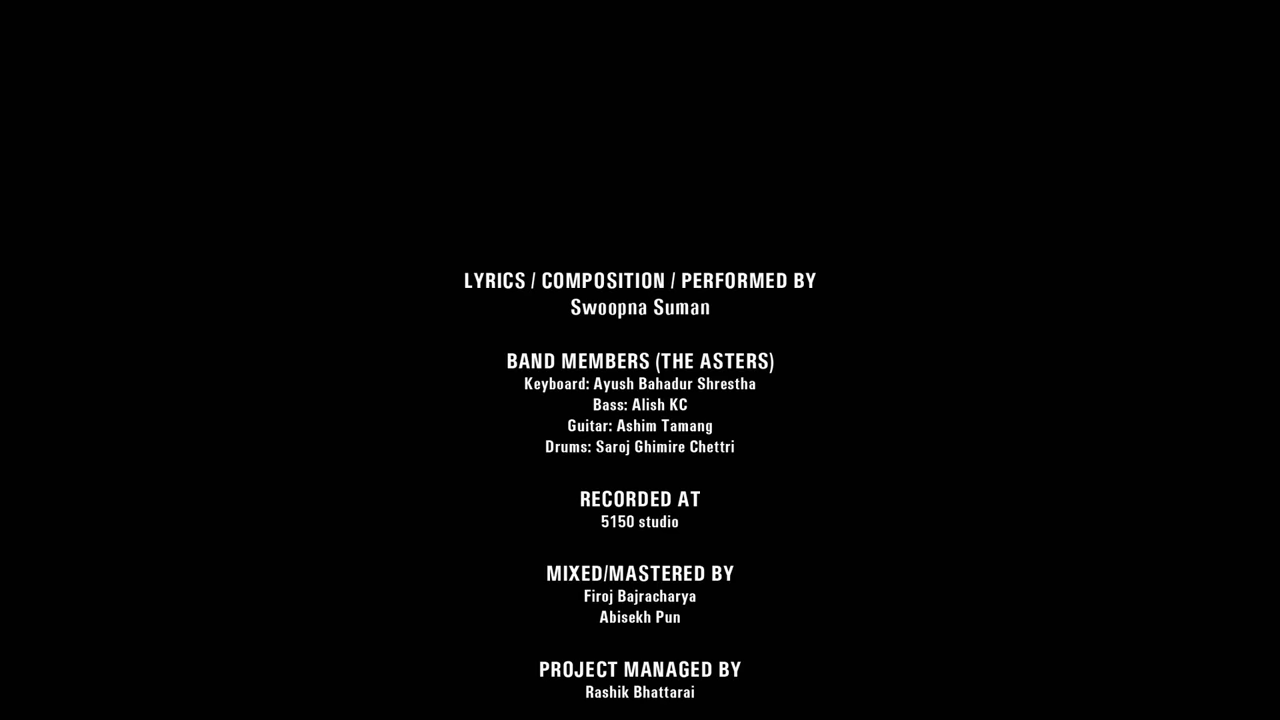 LYRICS / COMPOSITION / PERFORMED BY
Swoopna Suman
BAND MEMBERS (THE ASTERS)
Keyboard: Ayush Bahadur Shrestha
Bass: Alish KC
Guitar: Ashim Tamang
Drums: Saroj Ghimire Chettri
RECORDED AT
5150 studio
MIXED/MASTERED BY
Firoj Bajracharya
Abisekh Pun
PROJECT MANAGED BY
Rashik Bhattarai